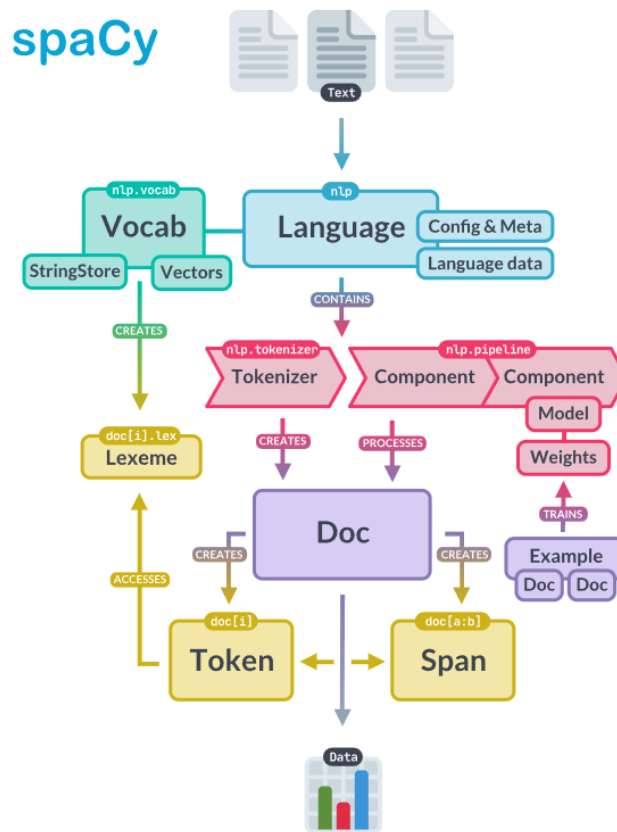 spaCy
Text
nlp.vocab
Vocab
StringStore
Vectors
nlp
Language
Config & Meta
Language data
CREATES
CONTAINS
nlp.tokenizer
Tokenizer
nlp.pipeline
Component
Component
Model
Weights
doc[i].lex
Lexeme
CREATES
PROCESSES
TRAINS
Doc
Example
Doc
Doc
ACCESSES
CREATES
CREATES
doc[i]
Token
doc[a:b]
Span
Data